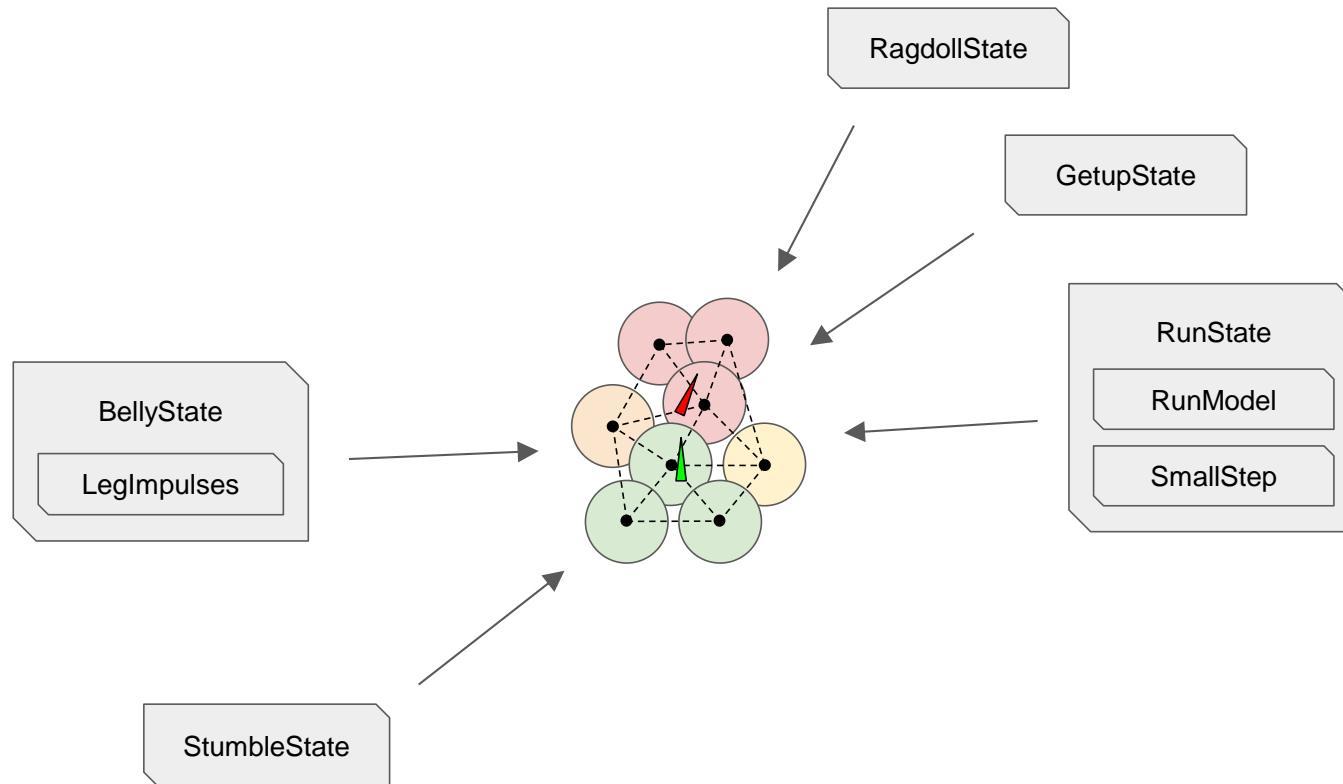 RagdollState
GetupState
RunState
RunModel
SmallStep
BellyState
LegImpulses
StumbleState